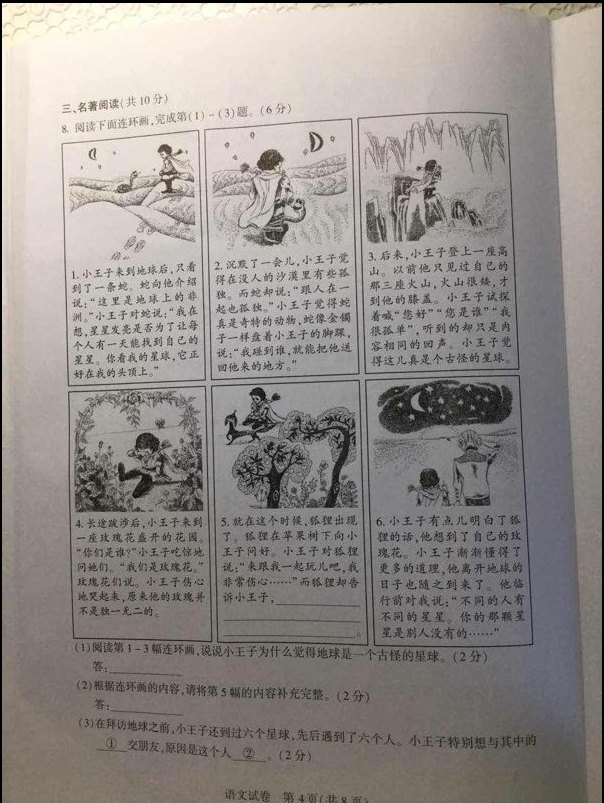 三、名著阅读(共10分)
8. 阅读下面连环画,完成第(1)-(3)题。(6分)
1. 小王子来到地球后,只看
到了一条蛇。蛇向他介绍
说:“这里是地球上的非
洲。”小王子对蛇说:“我在
想,星星发亮是否为了让每
个人有一天能找到自己的
星星。你看我的星球,它正
好在我的头顶上。”
2. 沉默了一会儿,小王子觉
得在没人的沙漠里有些孤
独。而蛇却说:“跟人在一
起也孤独。”小王子觉得蛇
真是奇特的动物,蛇像金镯
子一样盘着小王子的脚踝,
说:“我碰到谁,就能把他送
回他来的地方。”
3. 后来,小王子登上一座高
山。以前他只见过自己的
那三座火山,火山很矮,才
到他的膝盖。小王子试探
着喊“您好”“您是谁”“我
很孤单”,听到的却只是内
容相同的回声。小王子觉
得这儿真是个古怪的星球。
4. 长途跋涉后,小王子来到
一座玫瑰花盛开的花园。
“你们是谁?”小王子吃惊地
问她们。“我们是玫瑰花。”
玫瑰花们说。小王子伤心
地哭起来,原来他的玫瑰并
不是独一无二的。
5. 就在这个时候,狐狸出现
了。狐狸在苹果树下向小
王子问好。小王子对狐狸
说:“来跟我一起玩儿吧,我
非常伤心……”而狐狸却告
诉小王子,
。
6. 小王子有点儿明白了狐
狸的话,他想到了自己的玫
瑰花。小王子渐渐懂得了
更多的道理,他离开地球的
日子也随之到来了。他临
行前对我说:“不同的人有
不同的星星。你的那颗星
星是别人没有的……”
(1)阅读第1-3幅连环画,说说小王子为什么觉得地球是一个古怪的星球。(2分)
答:
(2)根据连环画的内容,请将第5幅的内容补充完整。(2分)
答:
(3)在拜访地球之前,小王子还到过六个星球,先后遇到了六个人。小王子特别想与其中的
①交朋友,原因是这个人②。(2分)
语文试卷 第4页(共8页)